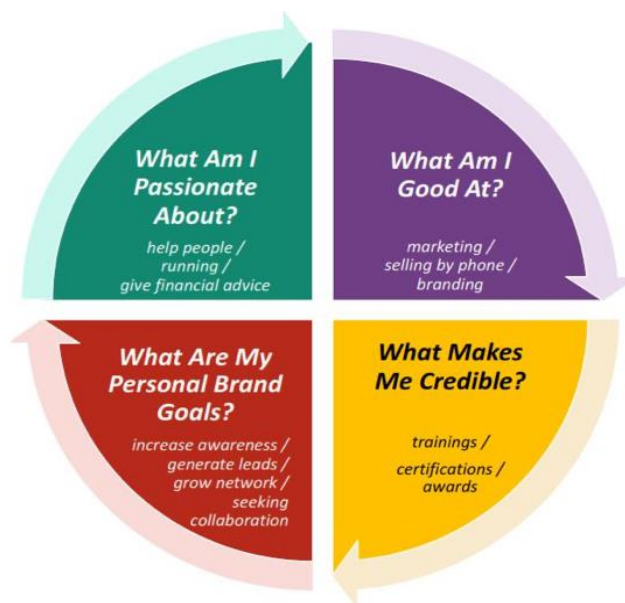 What Am I
Passionate
About?
help people /
running /
give financial advice
What Am I
Good At?
marketing /
selling by phone /
branding
What Are My
Personal Brand
Goals?
increase awareness /
generate leads /
grow network /
seeking
collaboration
What Makes
Me Credible?
trainings /
certifications /
awards